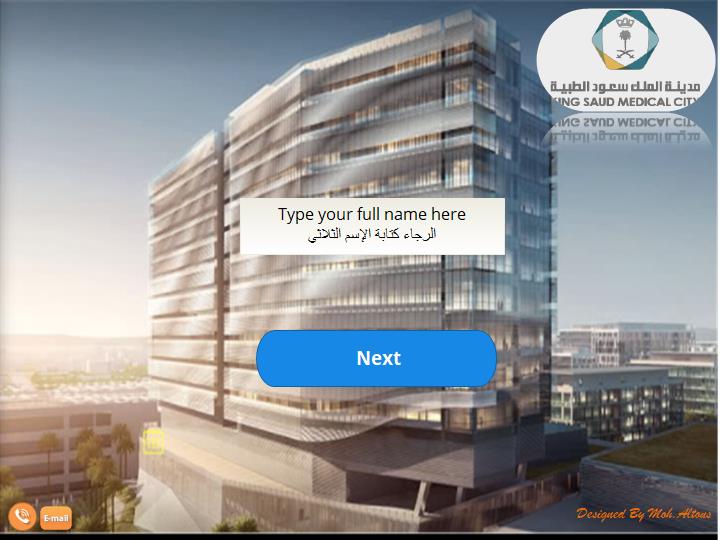 مدينة الملك سعود الطبية
KING SAUD MEDICAL CITY
Type your full name here
الرجاء كتابة الإسم الثلاثي
Next
E-mail
Designed By Moh.Altous